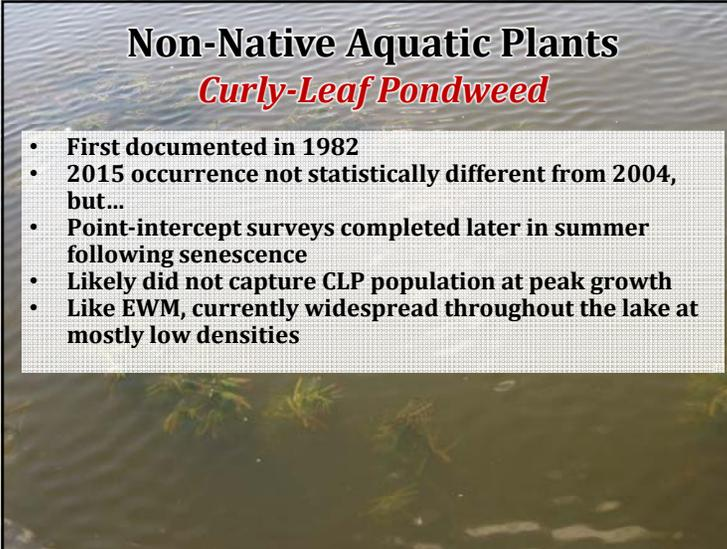 Non-Native Aquatic Plants
Curly-Leaf Pondweed
• First documented in 1982
• 2015 occurrence not statistically different from 2004,
but…
• Point-intercept surveys completed later in summer
following senescence
• Likely did not capture CLP population at peak growth
• Like EWM, currently widespread throughout the lake at
mostly low densities